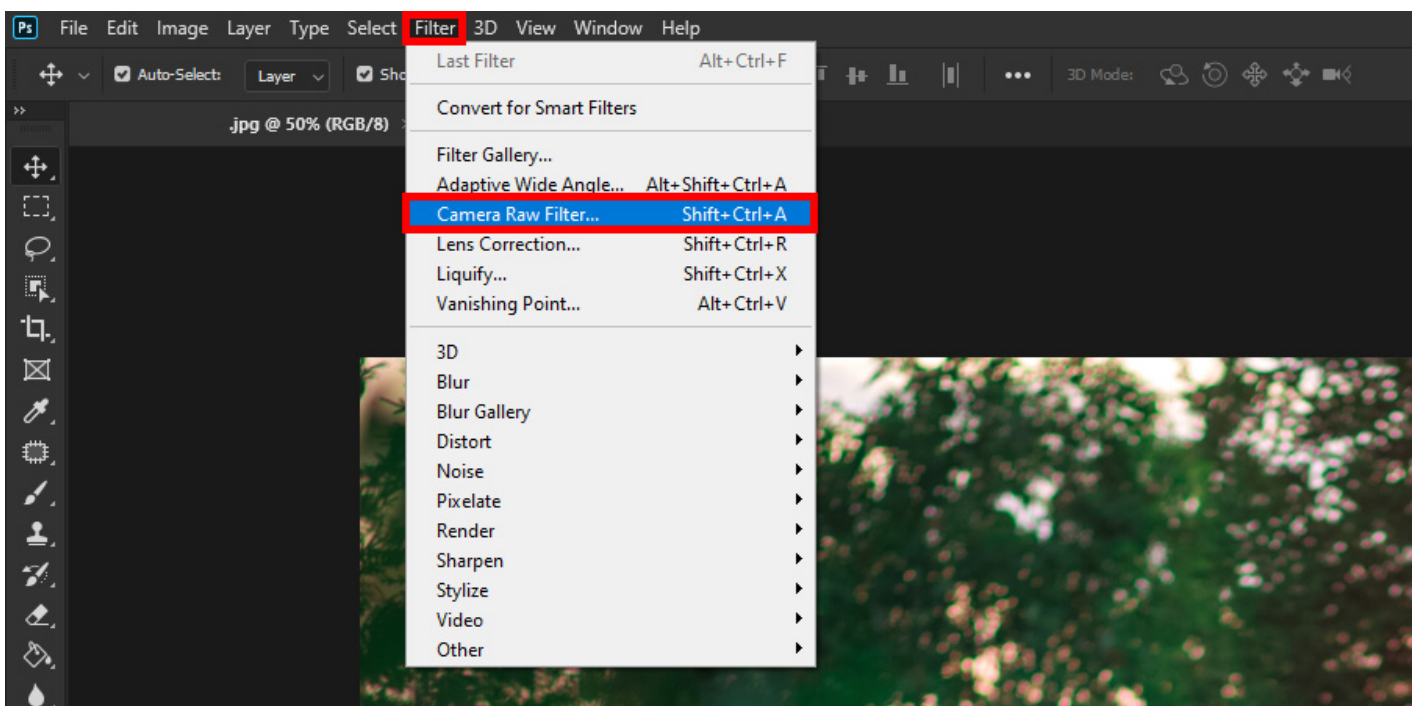 Ps File Edit Image Layer Type Select Filter 3D View Window Help
Auto-Select: Layer Sho 3D Mode:
.jpg @ 50% (RGB/8)
Last Filter Alt+Ctrl+F
Convert for Smart Filters
Filter Gallery...
Adaptive Wide Angle... Alt+Shift+Ctrl+A
Camera Raw Filter... Shift+Ctrl+A
Lens Correction... Shift+Ctrl+R
Liquify... Shift+Ctrl+X
Vanishing Point... Alt+Ctrl+V
3D
Blur
Blur Gallery
Distort
Noise
Pixelate
Render
Sharpen
Stylize
Video
Other